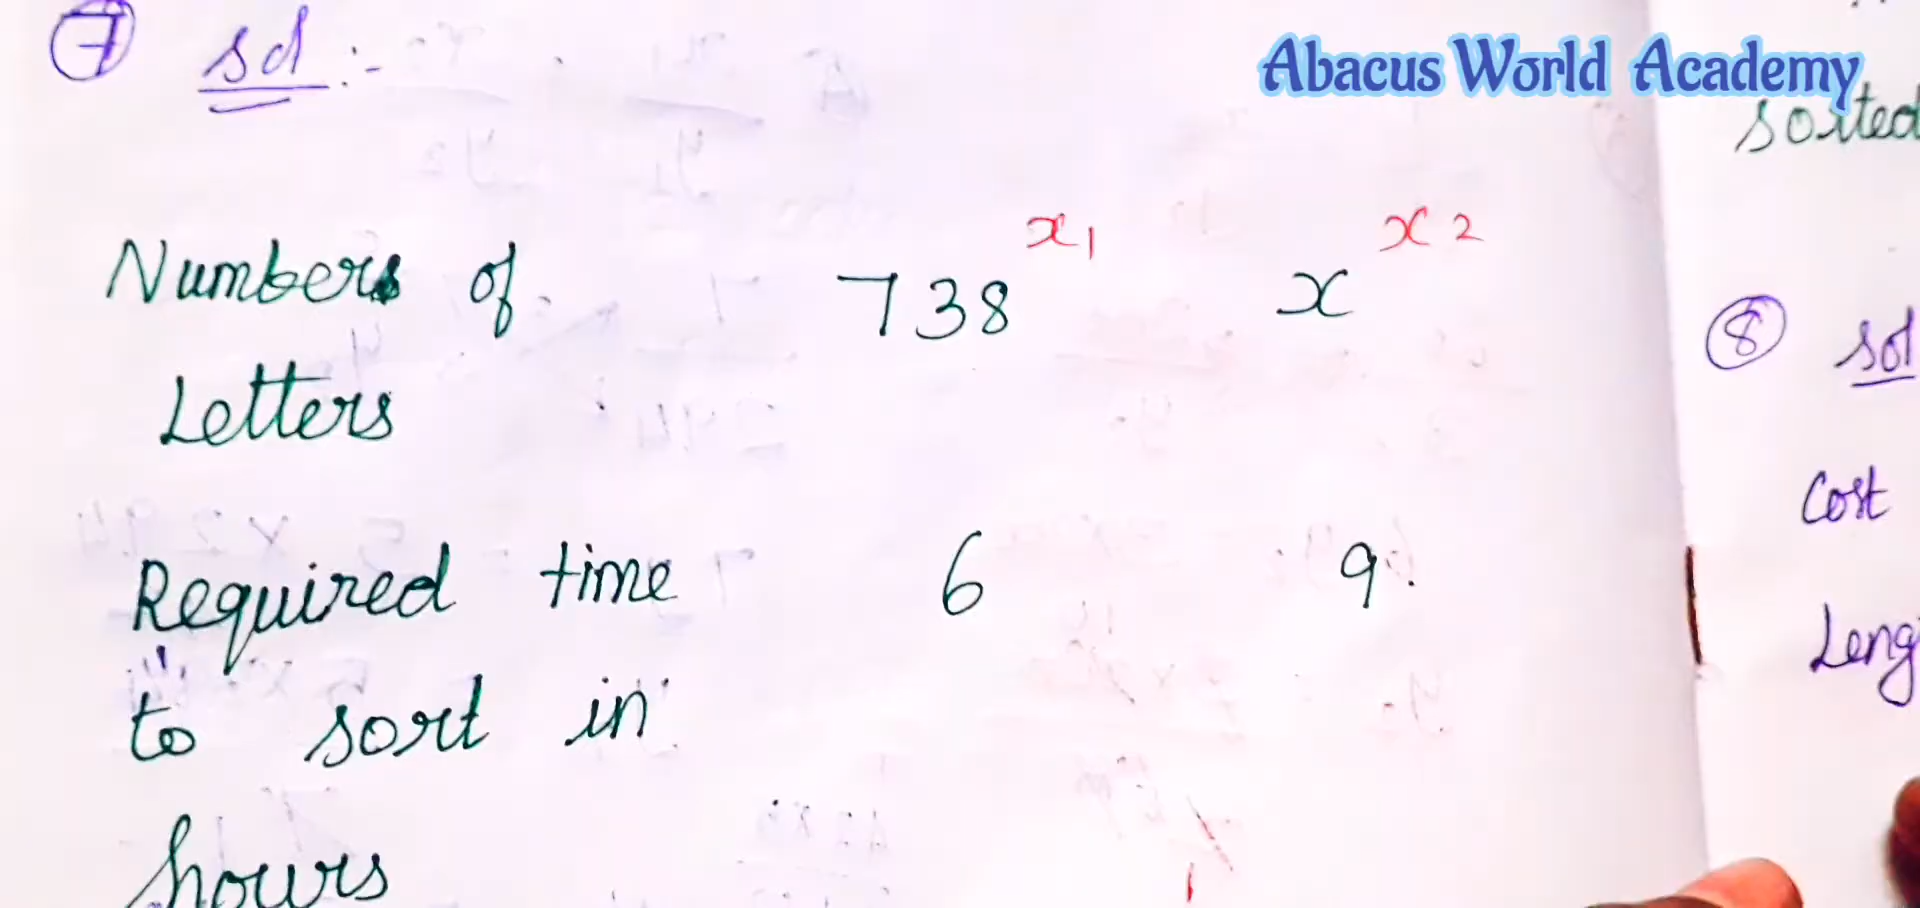 ⑦ sol :-
Abacus World Academy
sorted
x1 x2
Numbers of 738 x
Letters
⑧ sol
Cost
Required time 6 9.
Leng
to sort in
hours